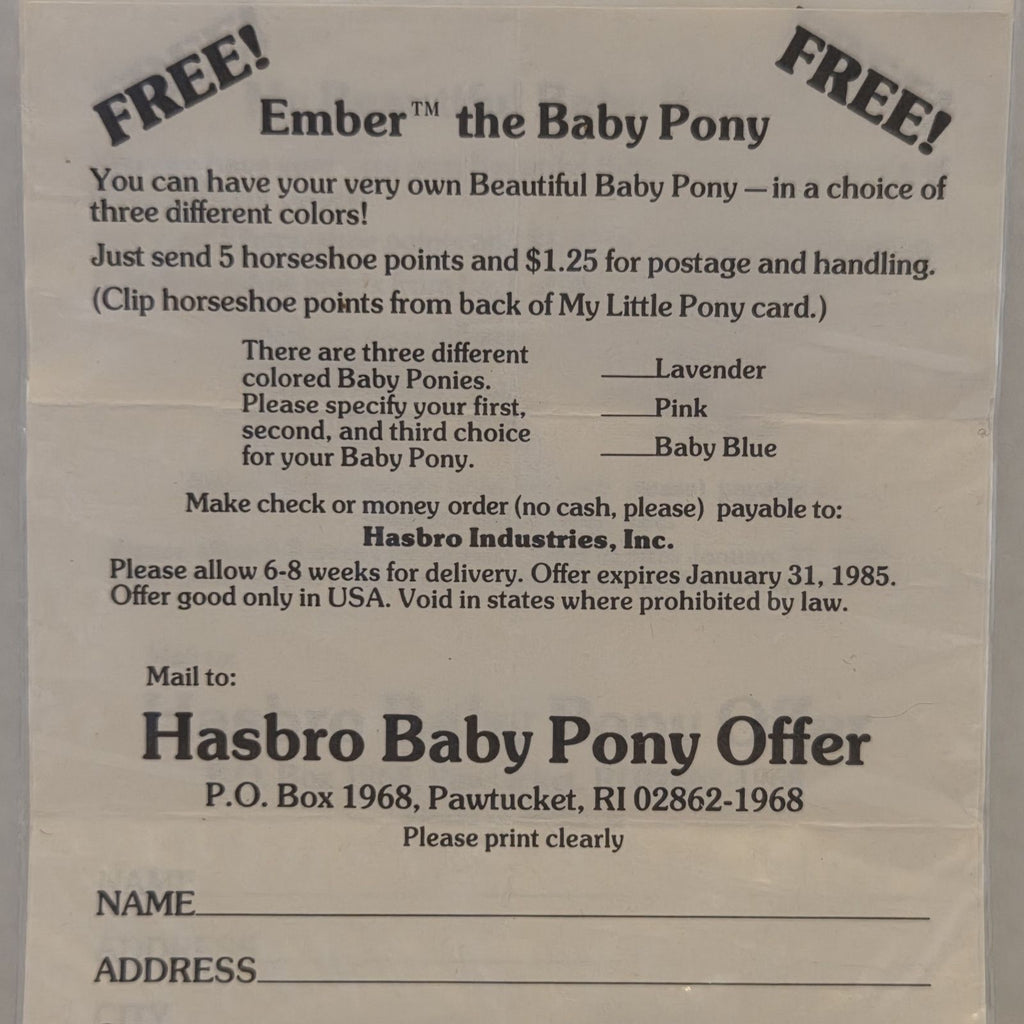 FREE!
FREE!
Ember™ the Baby Pony
You can have your very own Beautiful Baby Pony — in a choice of
three different colors!
Just send 5 horseshoe points and $1.25 for postage and handling.
(Clip horseshoe points from back of My Little Pony card.)
There are three different
colored Baby Ponies.
Please specify your first,
second, and third choice
for your Baby Pony.
____Lavender
____Pink
____Baby Blue
Make check or money order (no cash, please) payable to:
Hasbro Industries, Inc.
Please allow 6-8 weeks for delivery. Offer expires January 31, 1985.
Offer good only in USA. Void in states where prohibited by law.
Mail to:
Hasbro Baby Pony Offer
P.O. Box 1968, Pawtucket, RI 02862-1968
Please print clearly
NAME
ADDRESS